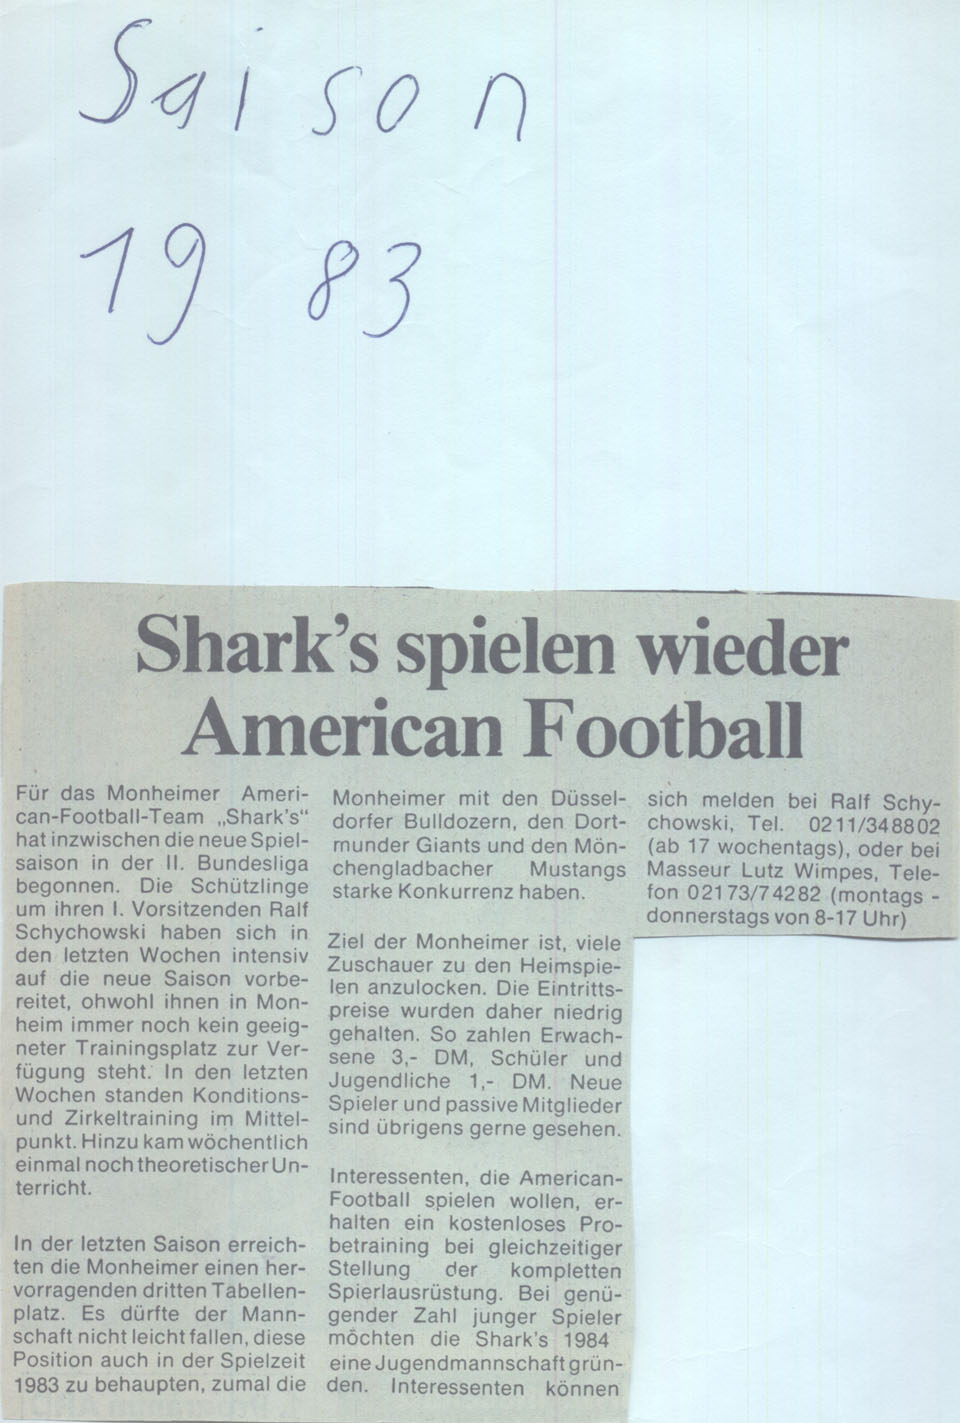 Saison
1983
Shark's spielen wieder
American Football
Für das Monheimer Ameri-
can-Football-Team „Shark's“
hat inzwischen die neue Spiel-
saison in der II. Bundesliga
begonnen. Die Schützlinge
um ihren I. Vorsitzenden Ralf
Schychowski haben sich in
den letzten Wochen intensiv
auf die neue Saison vorbe-
reitet, ohwohl ihnen in Mon-
heim immer noch kein geeig-
neter Trainingsplatz zur Ver-
fügung steht. In den letzten
Wochen standen Konditions-
und Zirkeltraining im Mittel-
punkt. Hinzu kam wöchentlich
einmal noch theoretischer Un-
terricht.
In der letzten Saison erreich-
ten die Monheimer einen her-
vorragenden dritten Tabellen-
platz. Es dürfte der Mann-
schaft nicht leicht fallen, diese
Position auch in der Spielzeit
1983 zu behaupten, zumal die
Monheimer mit den Düssel-
dorfer Bulldozern, den Dort-
munder Giants und den Mön-
chengladbacher Mustangs
starke Konkurrenz haben.
Ziel der Monheimer ist, viele
Zuschauer zu den Heimspie-
len anzulocken. Die Eintritts-
preise wurden daher niedrig
gehalten. So zahlen Erwach-
sene 3,- DM, Schüler und
Jugendliche 1,- DM. Neue
Spieler und passive Mitglieder
sind übrigens gerne gesehen.
Interessenten, die American-
Football spielen wollen, er-
halten ein kostenloses Pro-
betraining bei gleichzeitiger
Stellung der kompletten
Spierlausrüstung. Bei genü-
gender Zahl junger Spieler
möchten die Shark's 1984
eine Jugendmannschaft grün-
den. Interessenten können
sich melden bei Ralf Schy-
chowski, Tel. 0211/348802
(ab 17 wochentags), oder bei
Masseur Lutz Wimpes, Tele-
fon 02173/74282 (montags -
donnerstags von 8-17 Uhr)